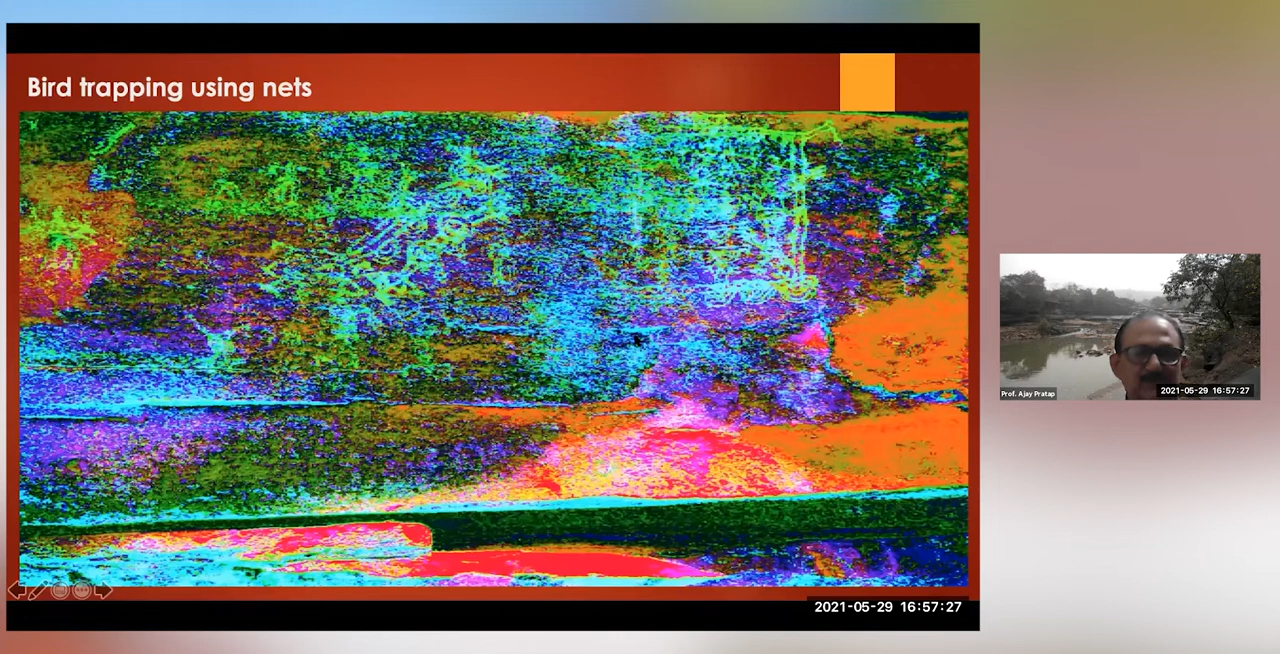 Bird trapping using nets
Prof. Ajay Pratap
2021-05-29 16:57:27
2021-05-29 16:57:27